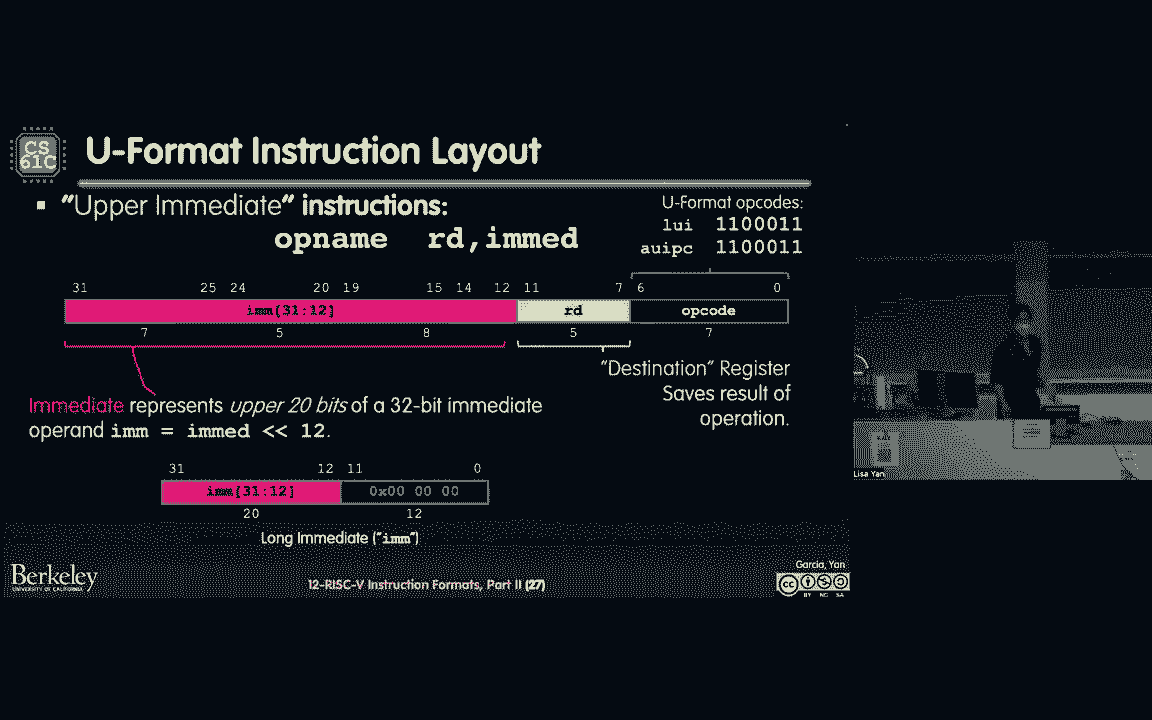 CS
61C
U-Format Instruction Layout
▪ "Upper Immediate" instructions:
opname rd,immed
U-Format opcodes:
lui 1100011
auipc 1100011
31 25 24 20 19 15 14 12 11 7 6 0
imm[31:12] rd opcode
7 5 8 5 7
"Destination" Register
Saves result of
operation.
Immediate represents upper 20 bits of a 32-bit immediate
operand imm = immed << 12.
31 12 11 0
imm[31:12] 0x00 00 00
20 12
Long Immediate ("imm")
Berkeley
UNIVERSITY OF CALIFORNIA
12-RISC-V Instruction Formats, Part II (27)
Garcia, Yan
cc
BY NC SA
Lisa Yan